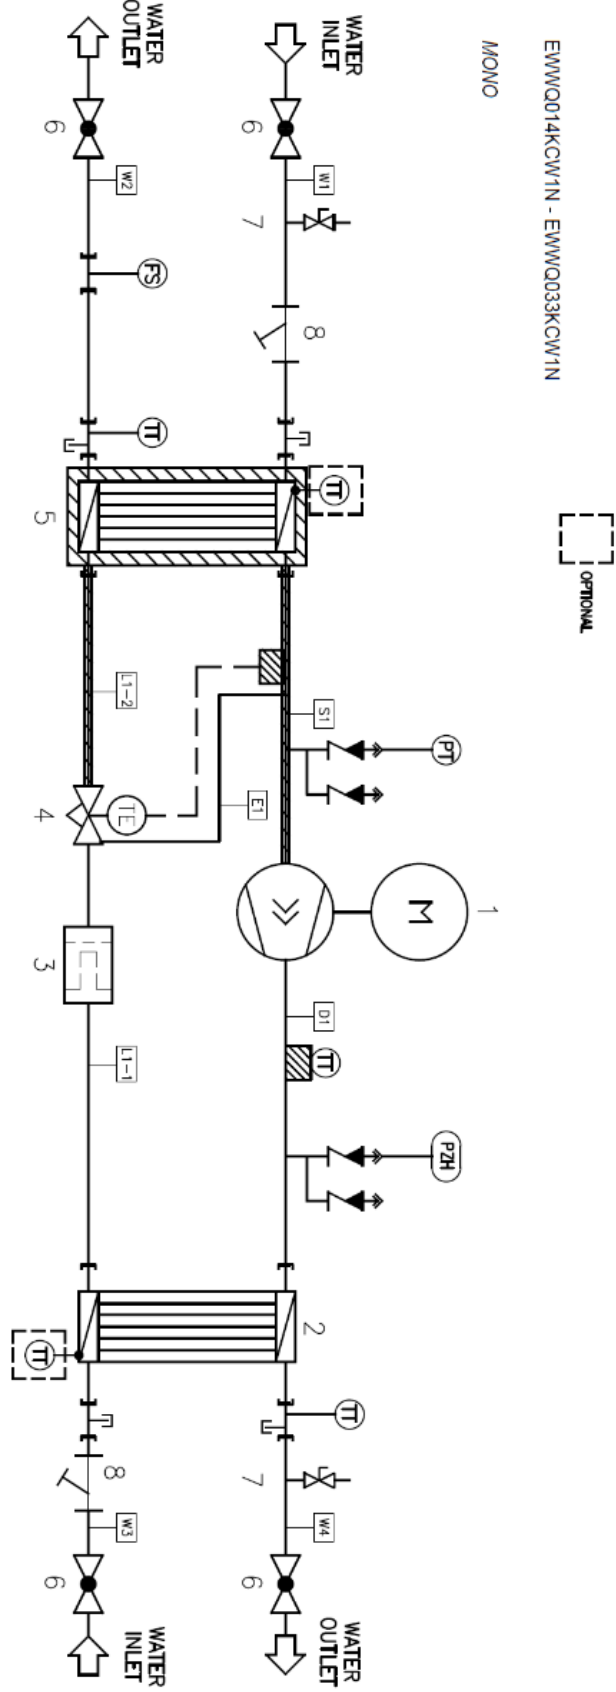 EWWQ014KCW1N - EWWQ033KCW1N
OPTIONAL
MONO
1
PT
PZH
M
WATER
INLET
WATER
OUTLET
TT
TT
W1
S1
D1
TT
W4
8
2
6
7
E1
7
6
WATER
OUTLET
FS
TT
WATER
INLET
W2
L1-2
TE
L1-1
W3
8
6
5
4
3
6
TT